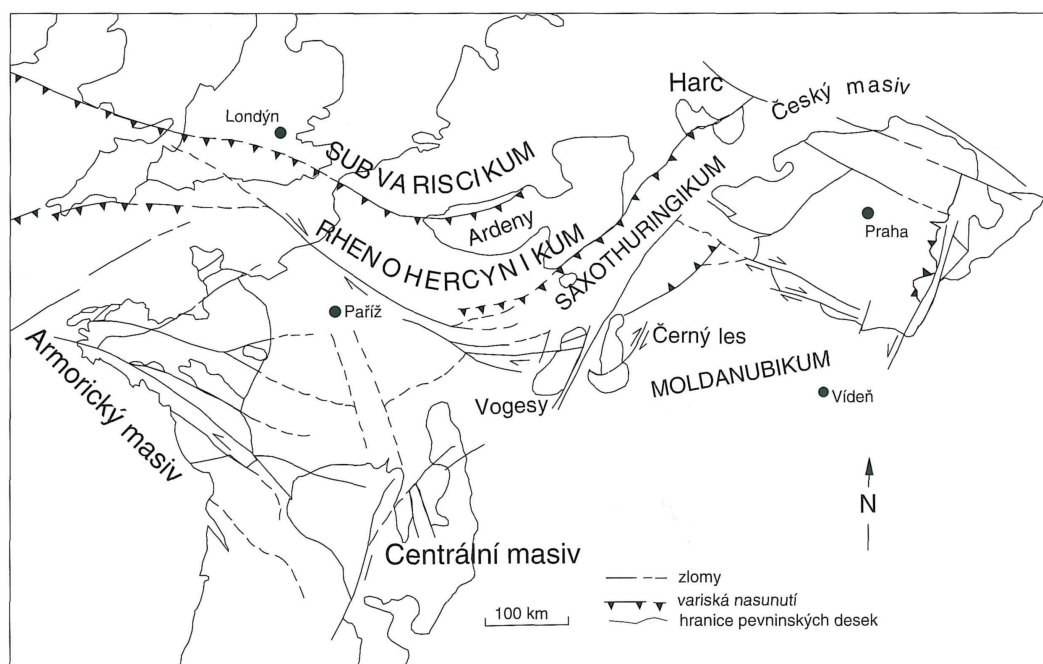 Harc
Český masiv
Londýn
SUBVARISCIKUM
Ardeny
Praha
RHENOHERCYNIKUM
SAXOTHURINGIKUM
Paříž
Černý les
Armorický masiv
MOLDANUBIKUM
Vogesy
Vídeň
N
Centrální masiv
zlomy
variská nasunutí
100 km
hranice pevninských desek